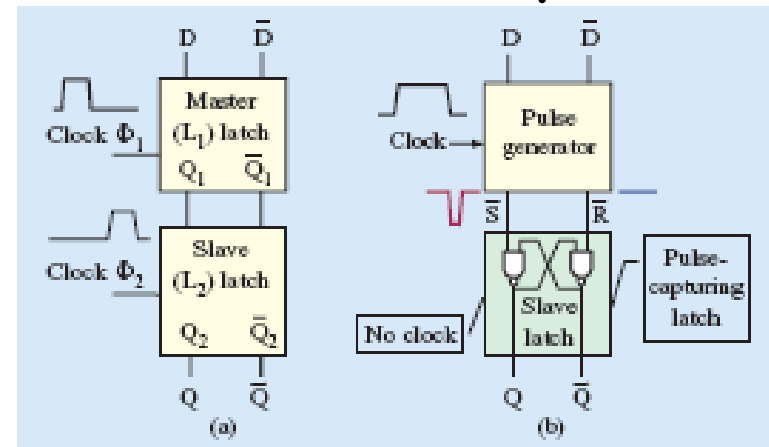 D D̅
Master
(L₁) latch
Clock Φ₁
Q₁ Q̅₁
Slave
(L₂) latch
Clock Φ₂
Q₂ Q̅₂
Q Q̅
(a)
D D̅
Pulse
generator
Clock
S̅ R̅
Slave
latch
No clock
Pulse-
capturing
latch
Q Q̅
(b)